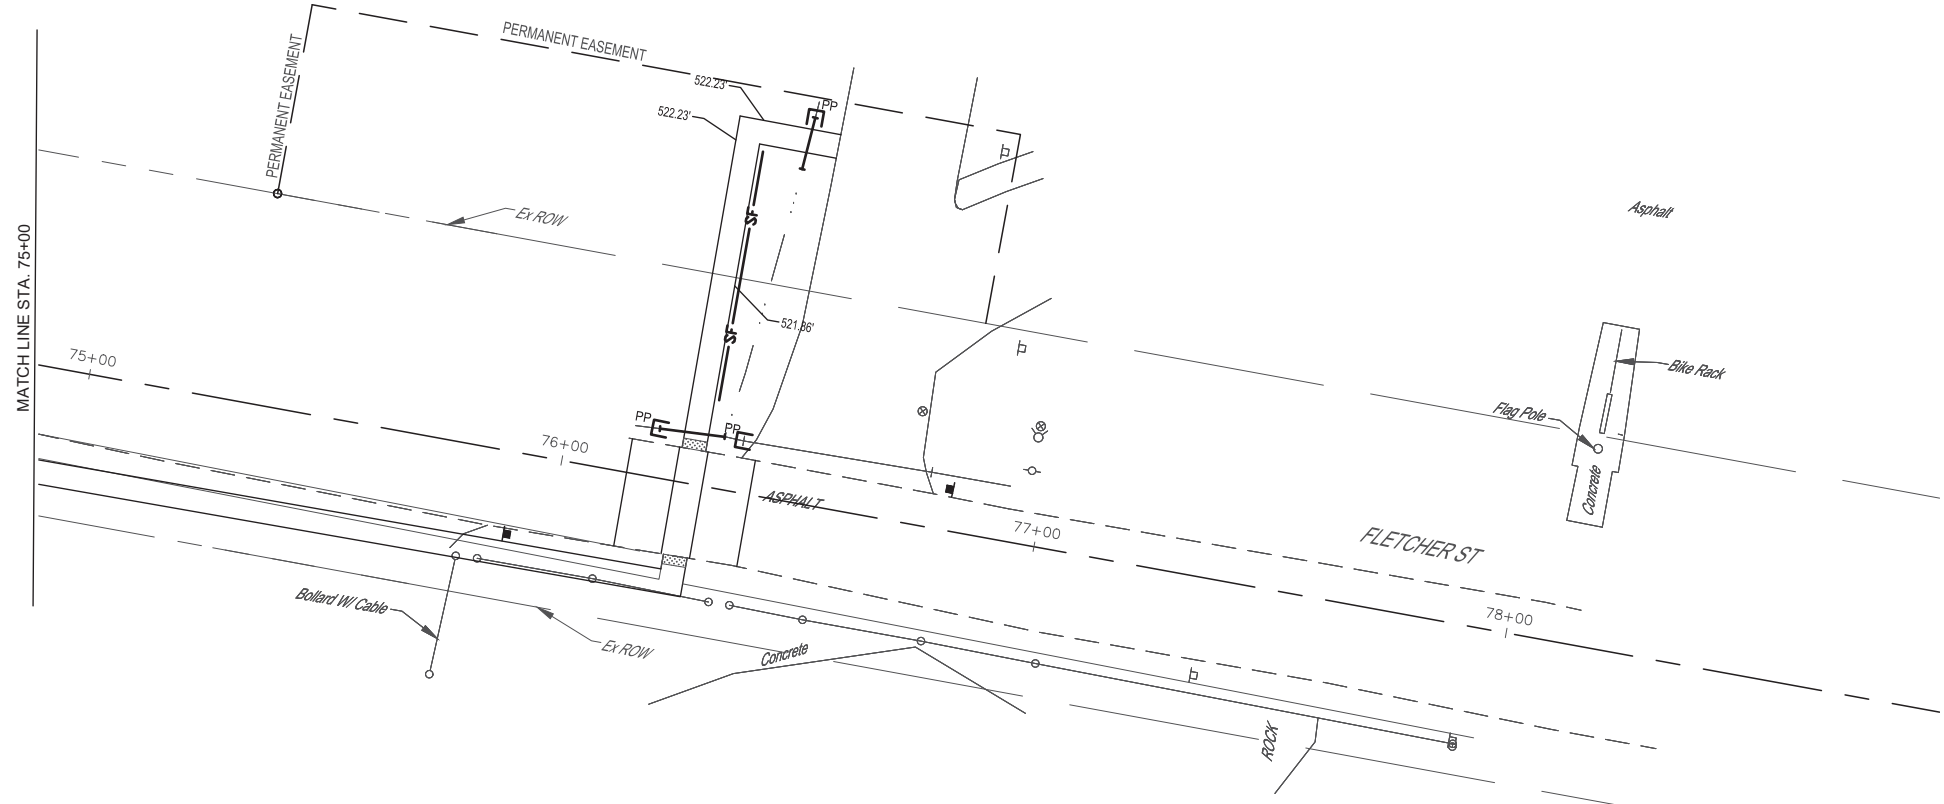 PERMANENT EASEMENT
PERMANENT EASEMENT
522.23'
522.23'
PP
MATCH LINE STA. 75+00
Ex ROW
Asphalt
SF
SF
521.86'
75+00
Bike Rack
Flag Pole
PP
PP
76+00
ASPHALT
Concrete
77+00
FLETCHER ST
78+00
Bollard W/ Cable
Ex ROW
Concrete
ROCK